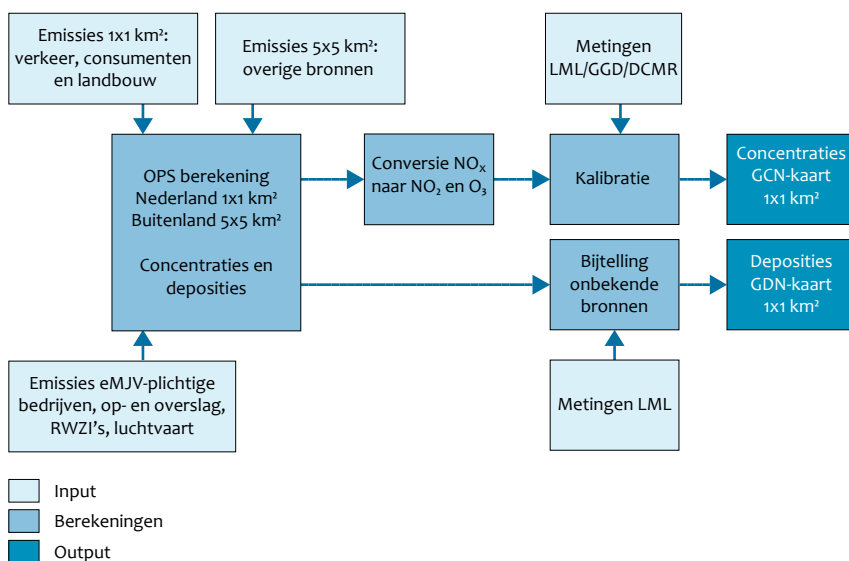 Emissies 1x1 km²:
verkeer, consumenten
en landbouw
Emissies 5x5 km²:
overige bronnen
Metingen
LML/GGD/DCMR
OPS berekening
Nederland 1x1 km²
Buitenland 5x5 km²
Concentraties en
deposities
Conversie NOₓ
naar NO₂ en O₃
Kalibratie
Concentraties
GCN-kaart
1x1 km²
Bijtelling
onbekende
bronnen
Deposities
GDN-kaart
1x1 km²
Emissies eMJV-plichtige
bedrijven, op- en overslag,
RWZI's, luchtvaart
Metingen LML
Input
Berekeningen
Output